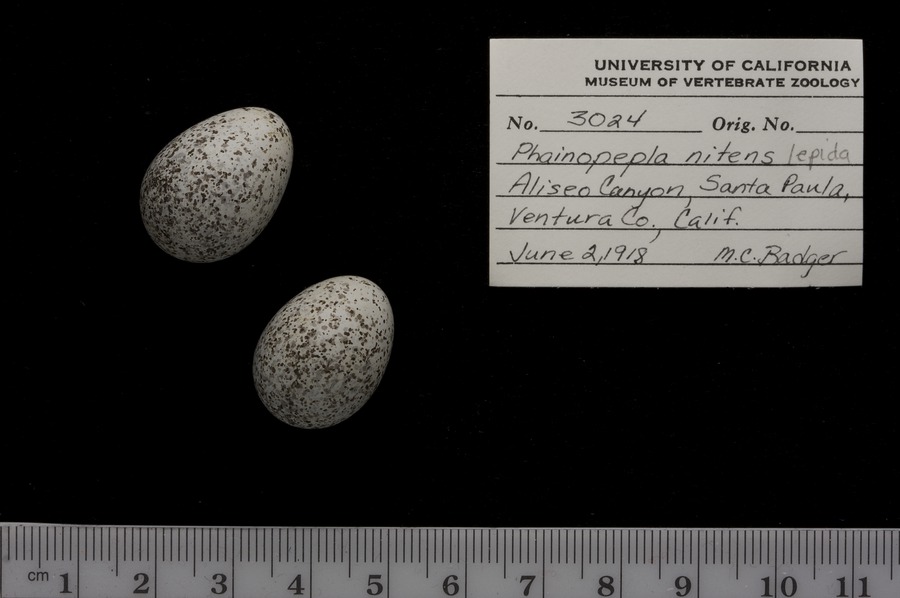 UNIVERSITY OF CALIFORNIA
MUSEUM OF VERTEBRATE ZOOLOGY
No. 3024 Orig. No.
Phainopepla nitens lepida
Aliseo Canyon, Santa Paula,
Ventura Co., Calif.
June 2, 1918 M.C. Badger
cm 1 2 3 4 5 6 7 8 9 10 11